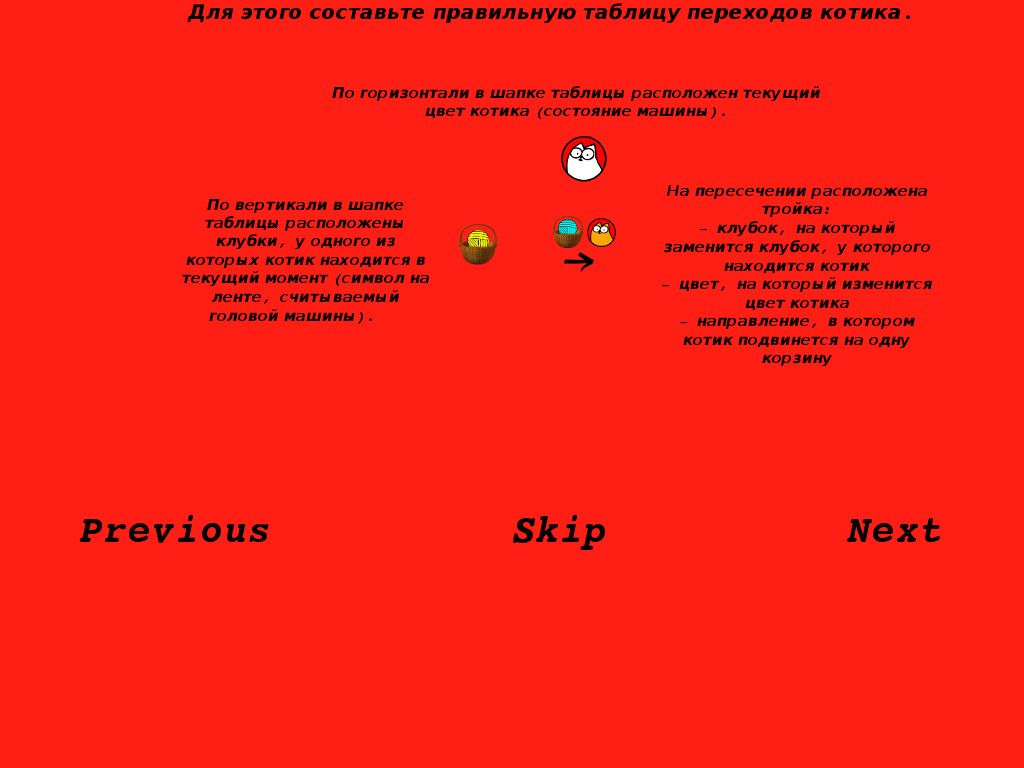 Для этого составьте правильную таблицу переходов котика.
По горизонтали в шапке таблицы расположен текущий
цвет котика (состояние машины).
По вертикали в шапке
таблицы расположены
клубки, у одного из
которых котик находится в
текущий момент (символ на
ленте, считываемый
головой машины).
На пересечении расположена
тройка:
– клубок, на который
заменится клубок, у которого
находится котик
– цвет, на который изменится
цвет котика
– направление, в котором
котик подвинется на одну
корзину
Previous Skip Next